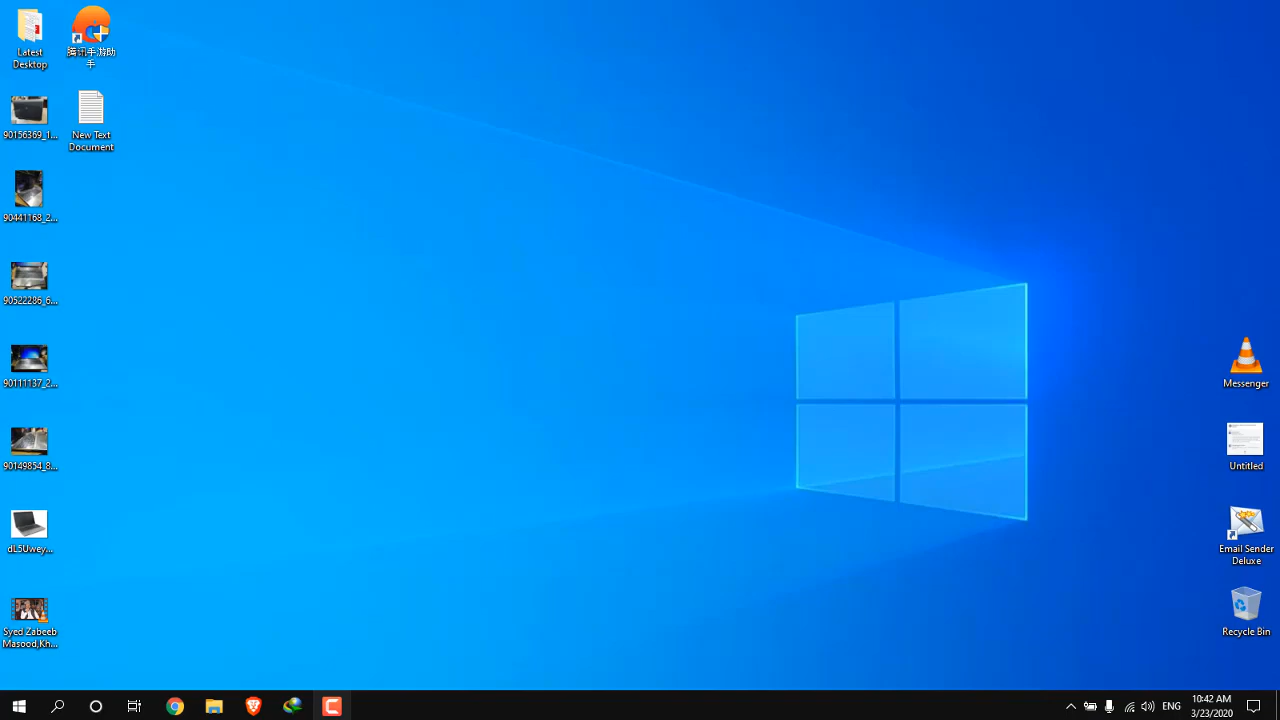 Latest
Desktop
腾讯手游助
手
90156369_1...
New Text
Document
90441168_2...
90522286_6...
90111137_2...
90149854_8...
dL5Uwey...
Syed Zabeeb
Masood,Kh...
Messenger
Untitled
Email Sender
Deluxe
Recycle Bin
ENG
10:42 AM
3/23/2020